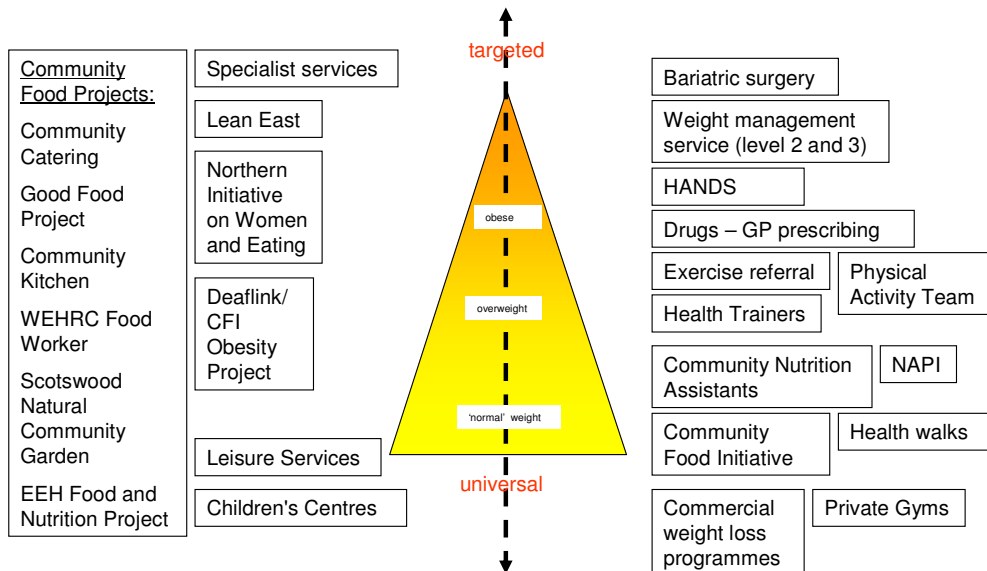 Community
Food Projects:
Community
Catering
Good Food
Project
Community
Kitchen
WEHRC Food
Worker
Scotswood
Natural
Community
Garden
EEH Food and
Nutrition Project
Specialist services
Lean East
Northern
Initiative
on Women
and Eating
Deaflink/
CFI
Obesity
Project
Leisure Services
Children's Centres
targeted
obese
overweight
'normal' weight
universal
Bariatric surgery
Weight management
service (level 2 and 3)
HANDS
Drugs – GP prescribing
Exercise referral
Physical
Activity Team
Health Trainers
Community Nutrition
Assistants
NAPI
Community
Food Initiative
Health walks
Commercial
weight loss
programmes
Private Gyms